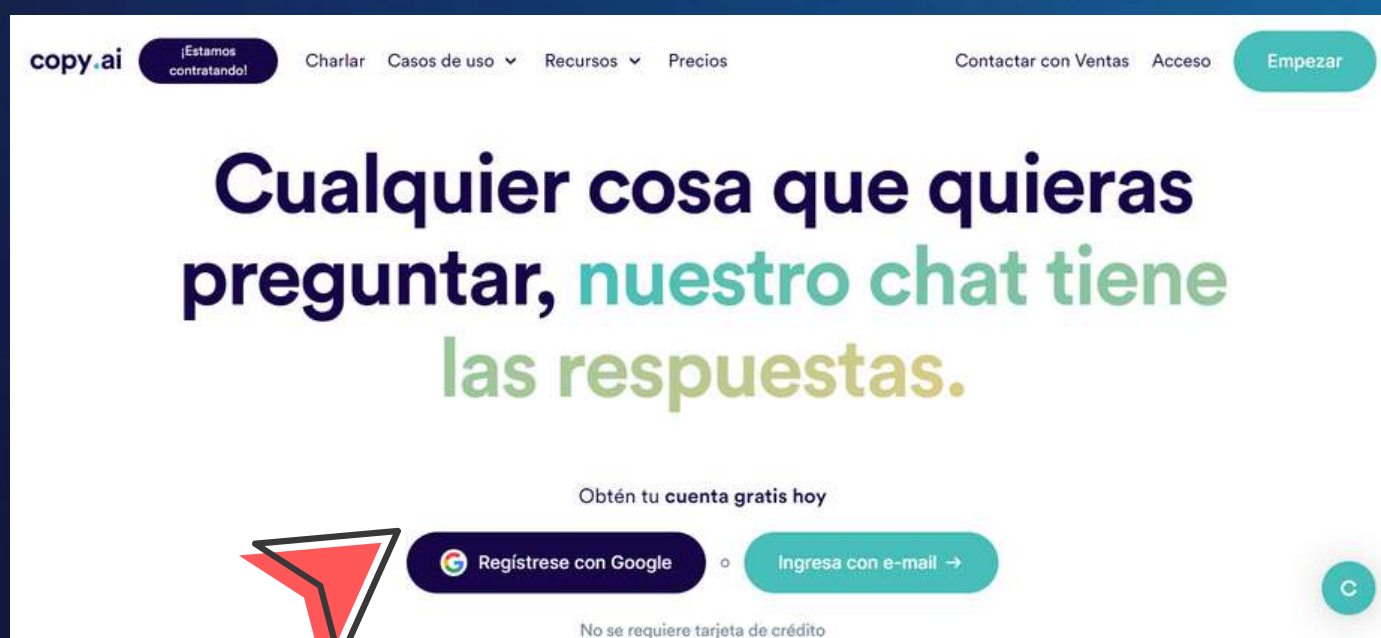 copy.ai ¡Estamos contratando! Charlar Casos de uso Recursos Precios Contactar con Ventas Acceso Empezar
Cualquier cosa que quieras
preguntar, nuestro chat tiene
las respuestas.
Obtén tu cuenta gratis hoy
G Regístrese con Google o Ingresa con e-mail →
C
No se requiere tarjeta de crédito